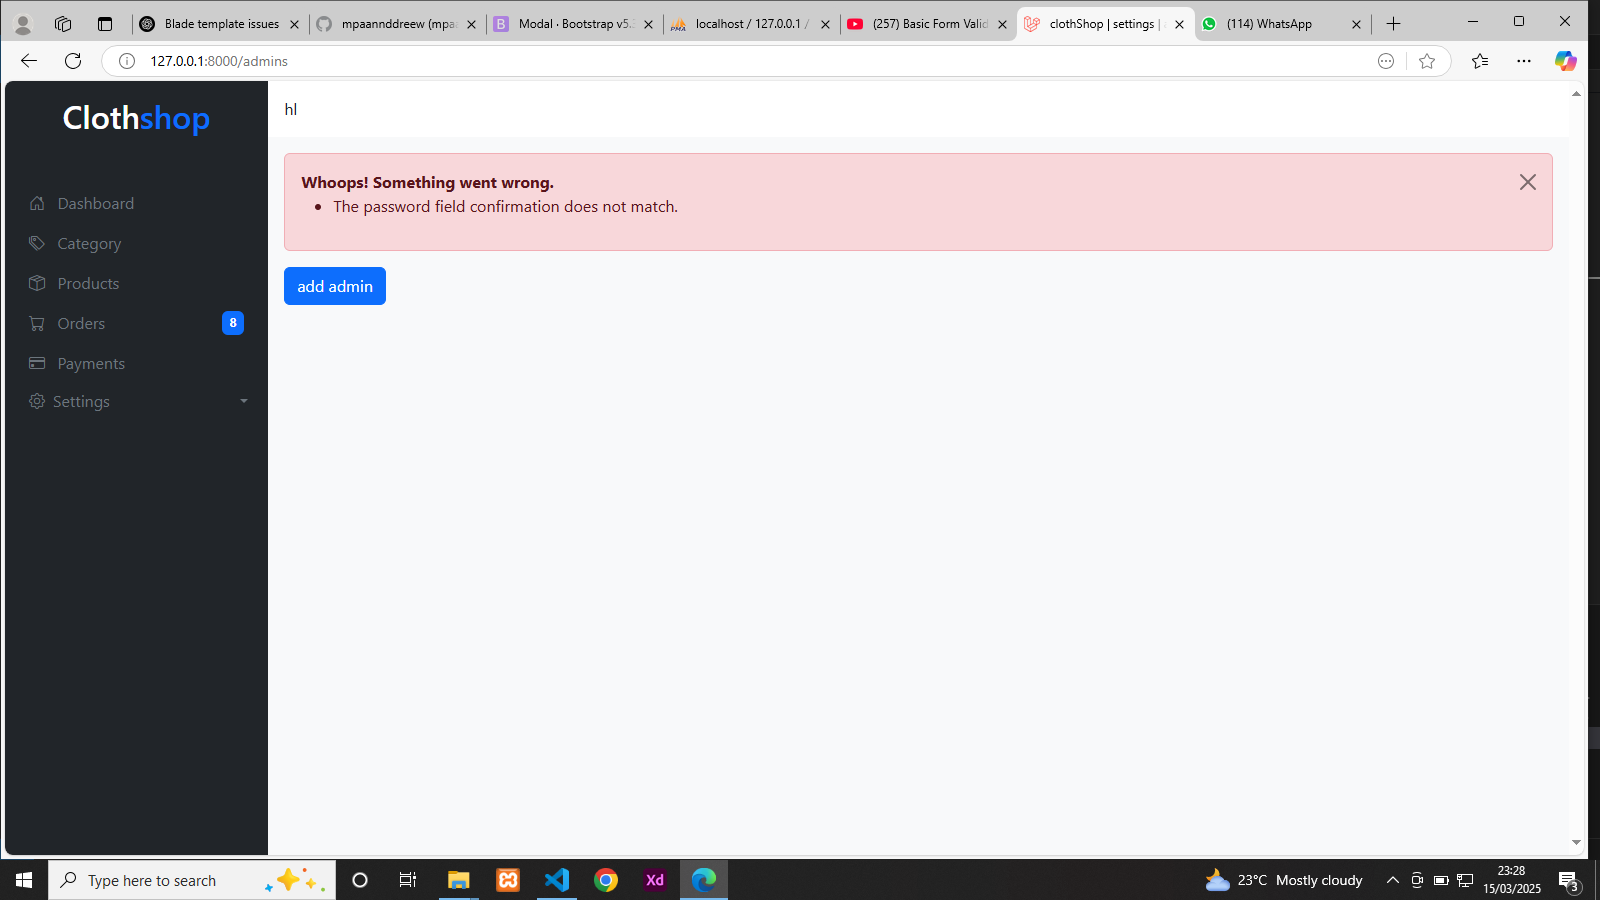 Blade template issues
mpaannddreew (mpaa
Modal · Bootstrap v5.3
localhost / 127.0.0.1 /
(257) Basic Form Valid
clothShop | settings |
(114) WhatsApp
127.0.0.1:8000/admins
Clothshop
hl
Whoops! Something went wrong.
The password field confirmation does not match.
add admin
Dashboard
Category
Products
Orders
8
Payments
Settings
Type here to search
Xd
23°C Mostly cloudy
23:28
15/03/2025
3